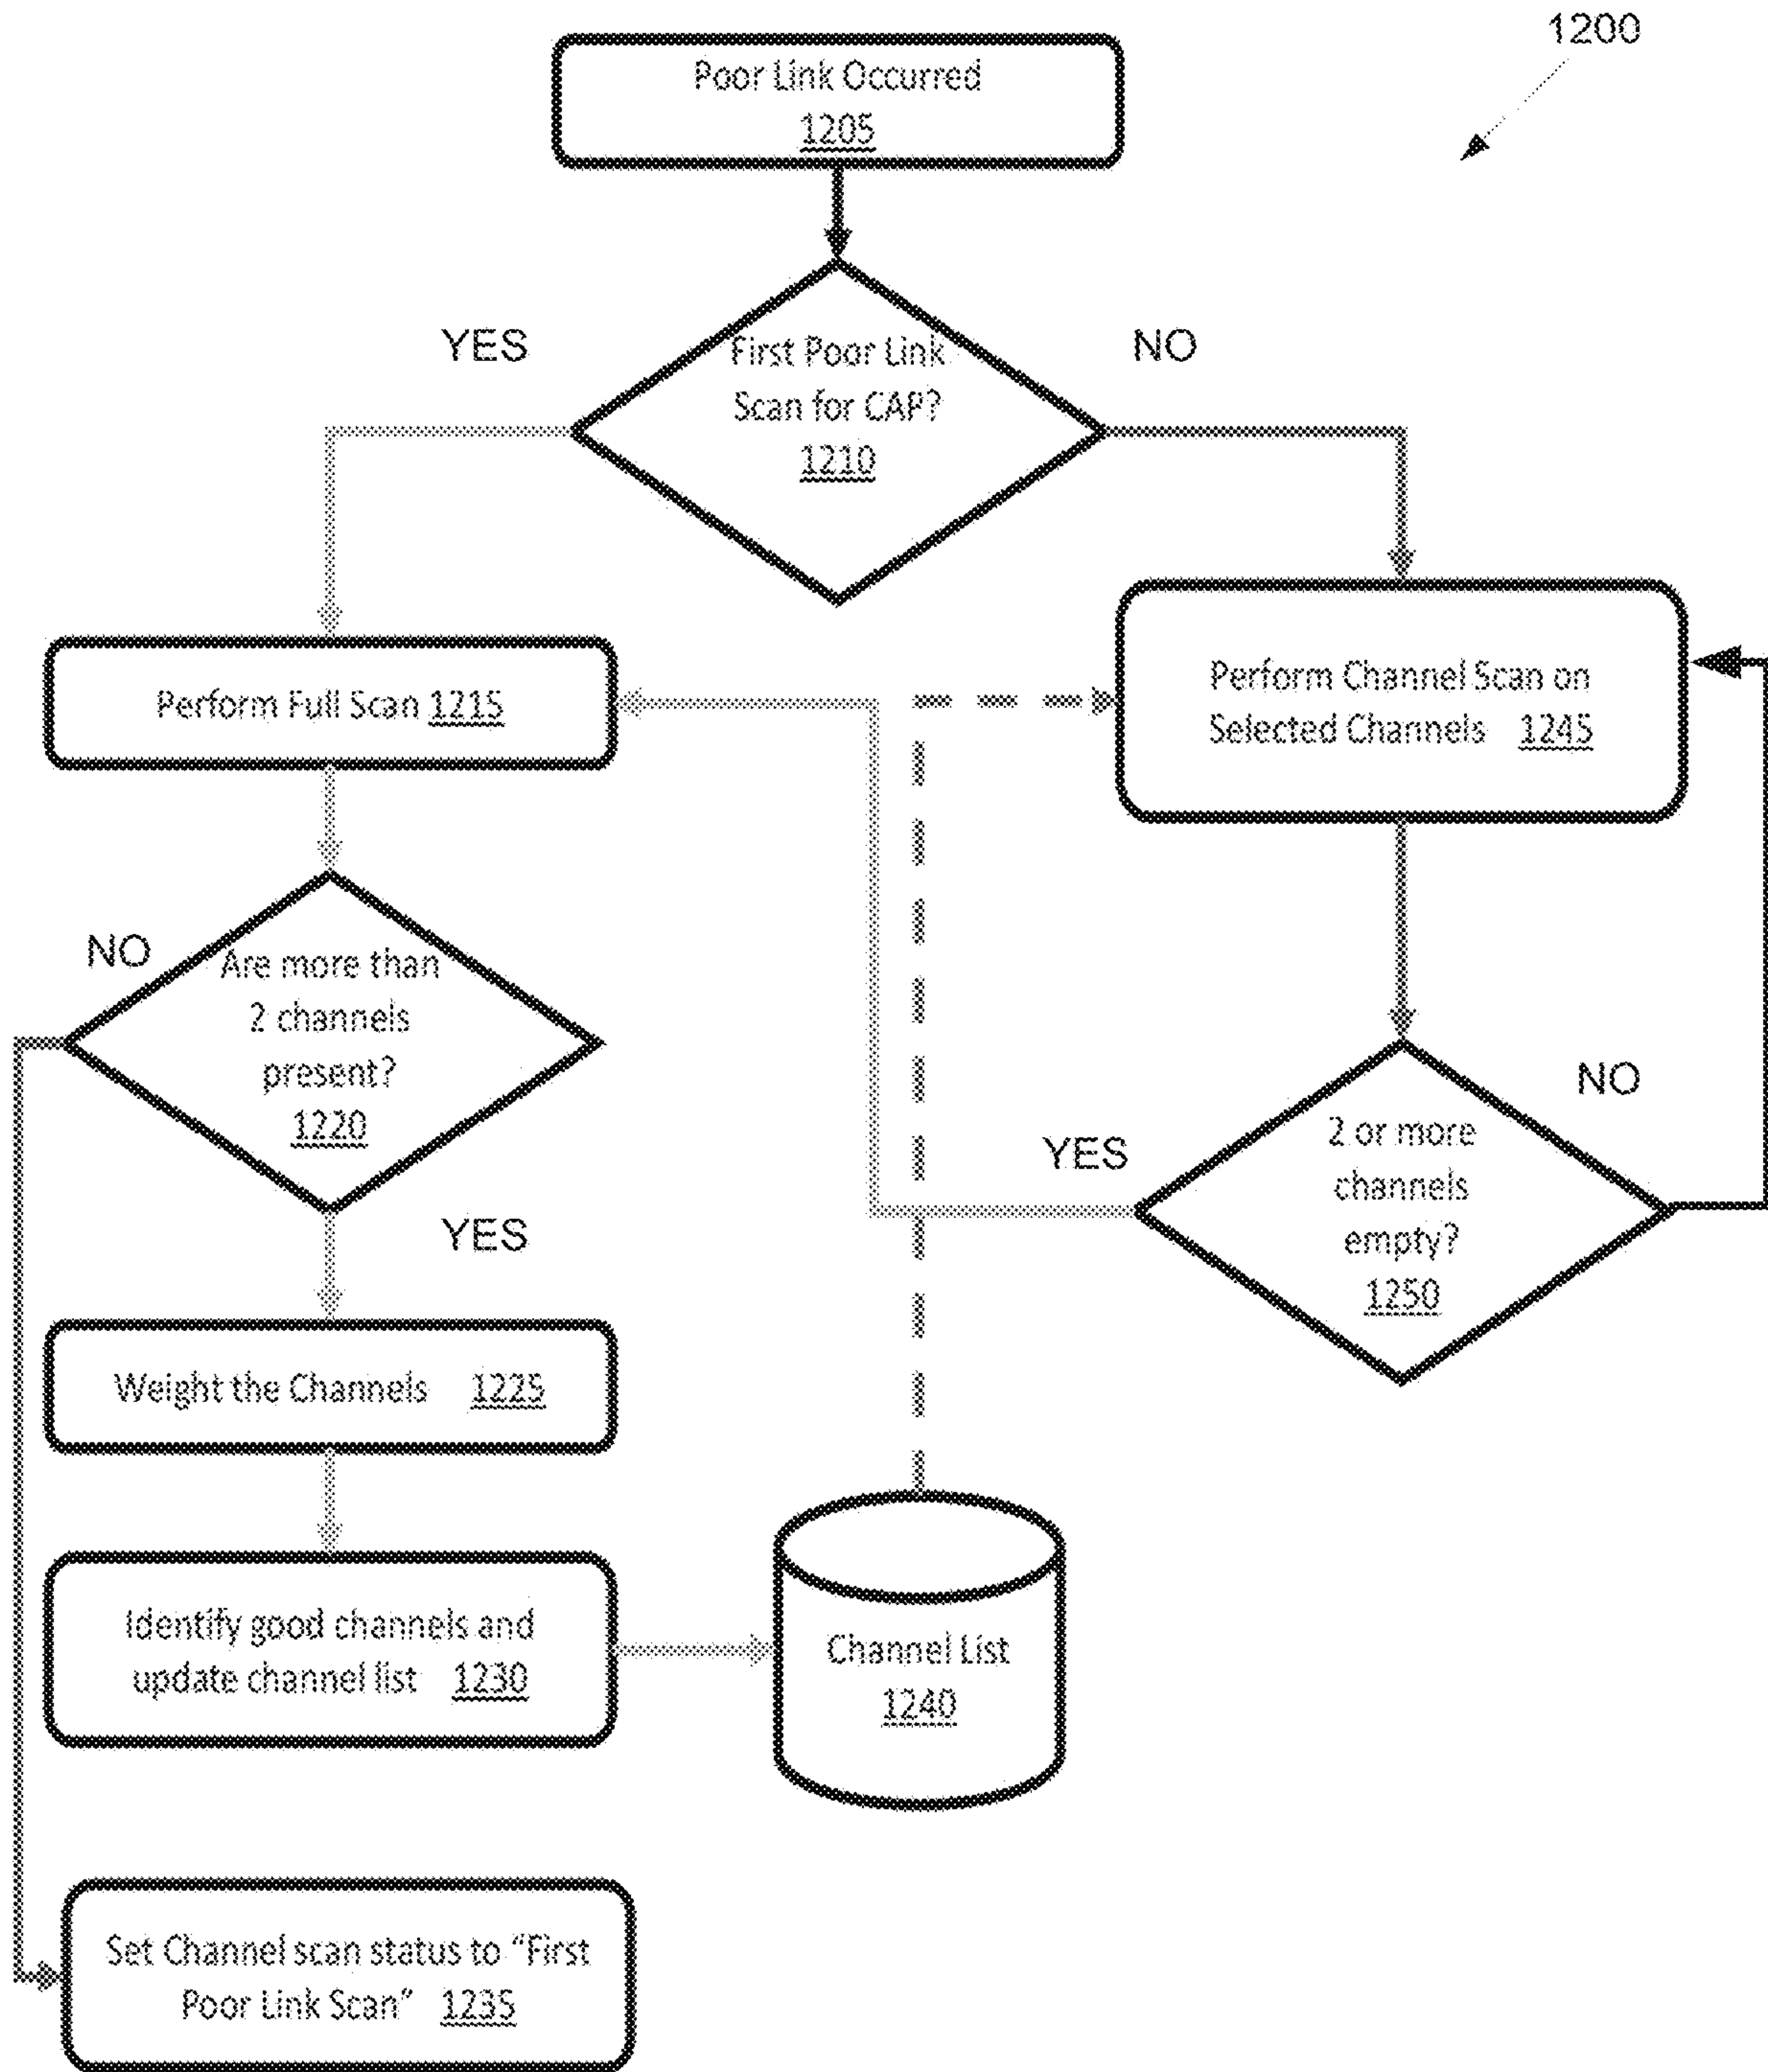 1200
Poor Link Occurred
1205
YES
NO
First Poor Link
Scan for CAP?
1210
Perform Full Scan 1215
Perform Channel Scan on
Selected Channels 1245
NO
Are more than
2 channels
present?
1220
YES
NO
YES
2 or more
channels
empty?
1250
Weight the Channels 1225
Identify good channels and
update channel list 1230
Channel List
1240
Set Channel scan status to “First
Poor Link Scan” 1235